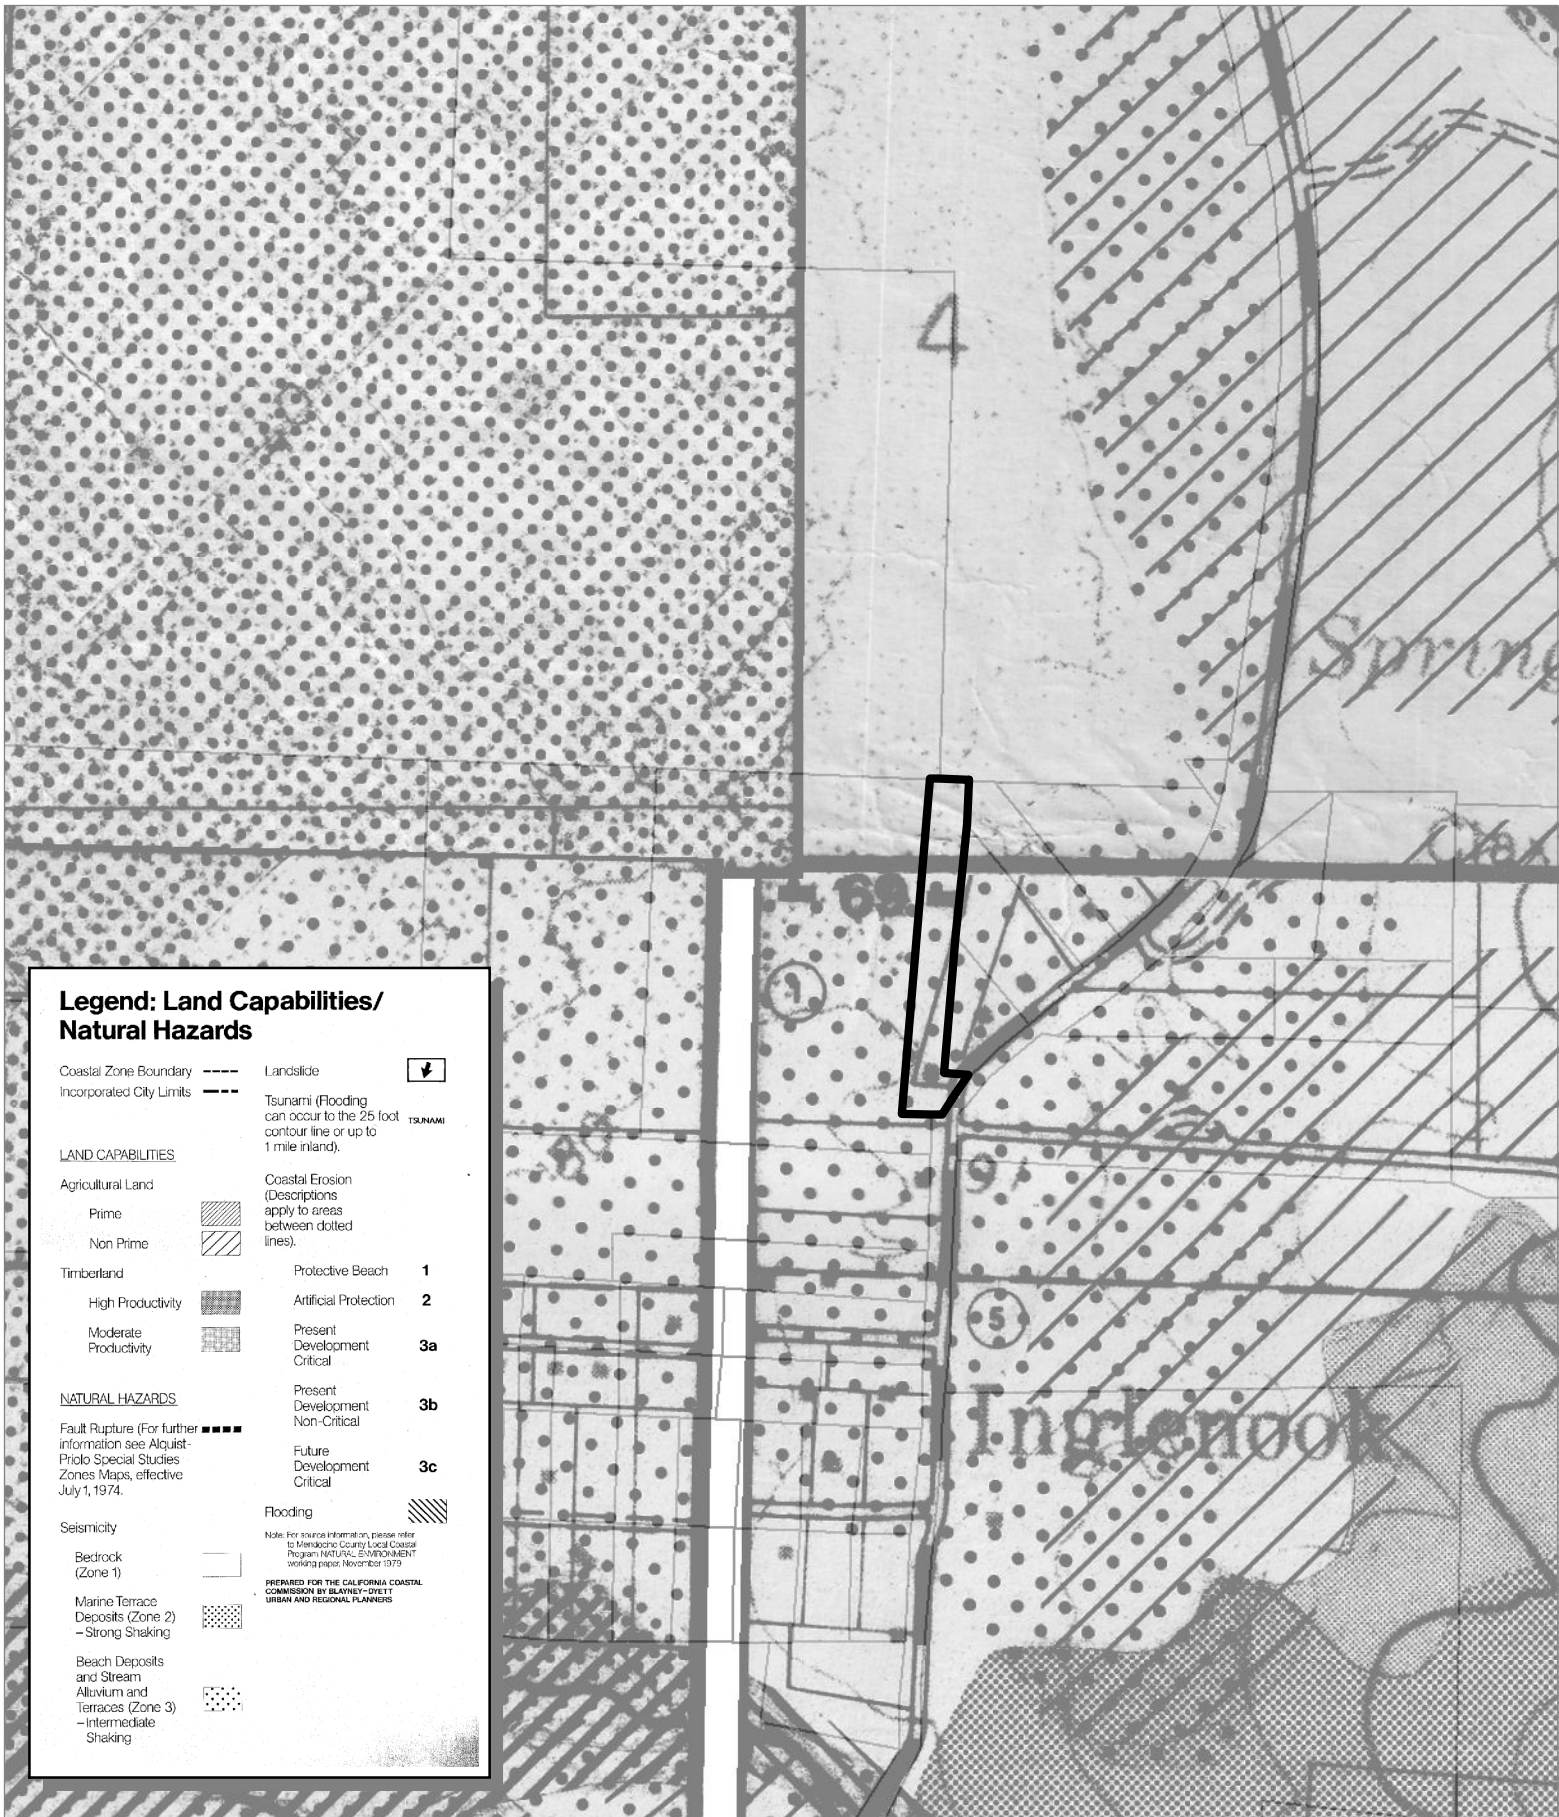 4
Spring
Cre
69
1
9
5
Inglenook
Legend: Land Capabilities/
Natural Hazards
Coastal Zone Boundary
Incorporated City Limits
LAND CAPABILITIES
Agricultural Land
Prime
Non Prime
Timberland
High Productivity
Moderate
Productivity
NATURAL HAZARDS
Fault Rupture (For further
information see Alquist-
Priolo Special Studies
Zones Maps, effective
July 1, 1974.
Seismicity
Bedrock
(Zone 1)
Marine Terrace
Deposits (Zone 2)
–Strong Shaking
Beach Deposits
and Stream
Alluvium and
Terraces (Zone 3)
–Intermediate
Shaking
Landslide
Tsunami (Flooding
can occur to the 25 foot
contour line or up to
1 mile inland).
TSUNAMI
Coastal Erosion
(Descriptions
apply to areas
between dotted
lines).
Protective Beach 1
Artificial Protection 2
Present
Development
Critical
3a
Present
Development
Non-Critical
3b
Future
Development
Critical
3c
Flooding
Note: For source information, please refer
to Mendocino County Local Coastal
Program NATURAL ENVIRONMENT
working paper, November 1979
PREPARED FOR THE CALIFORNIA COASTAL
COMMISSION BY BLAYNEY-DYETT
URBAN AND REGIONAL PLANNERS